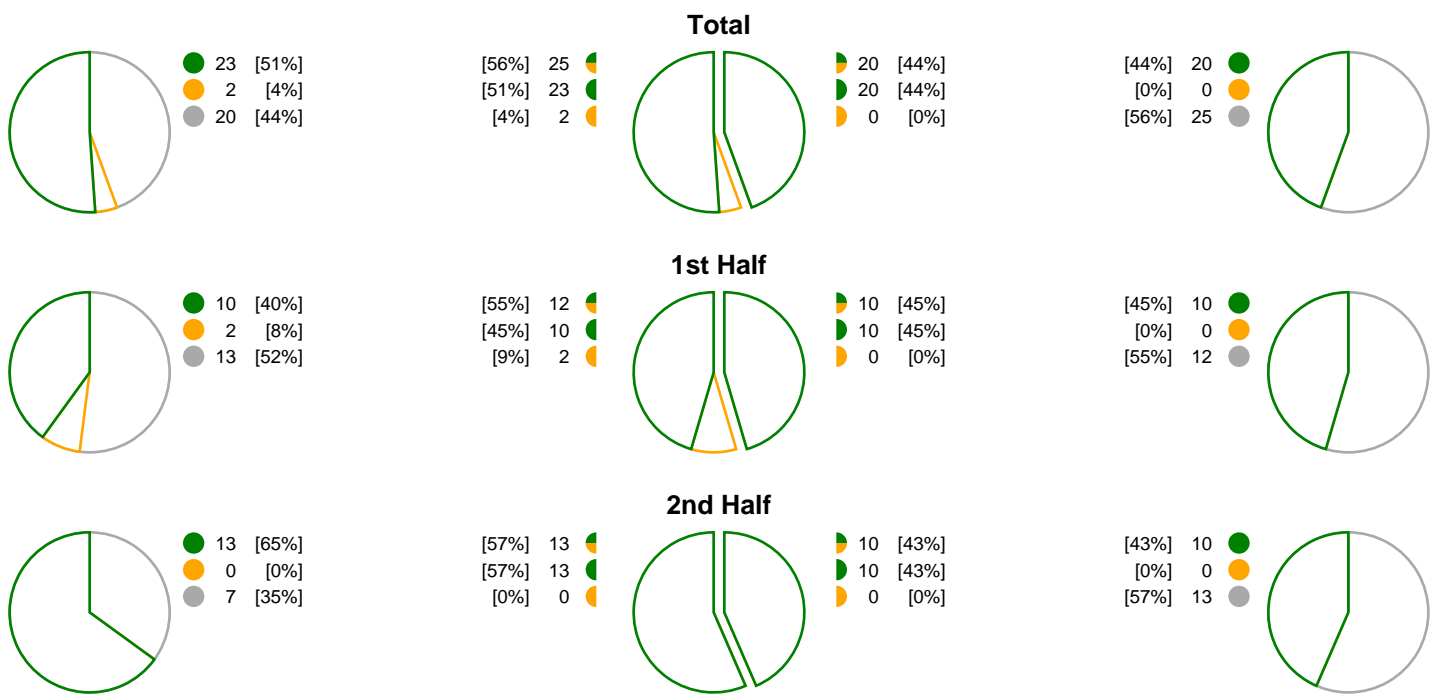 Total
23 [51%] [56%] 25 20 [44%] [44%] 20
2 [4%] [51%] 23 20 [44%] [0%] 0
20 [44%] [4%] 2 0 [0%] [56%] 25
1st Half
10 [40%] [55%] 12 10 [45%] [45%] 10
2 [8%] [45%] 10 10 [45%] [0%] 0
13 [52%] [9%] 2 0 [0%] [55%] 12
2nd Half
13 [65%] [57%] 13 10 [43%] [43%] 10
0 [0%] [57%] 13 10 [43%] [0%] 0
7 [35%] [0%] 0 0 [0%] [57%] 13